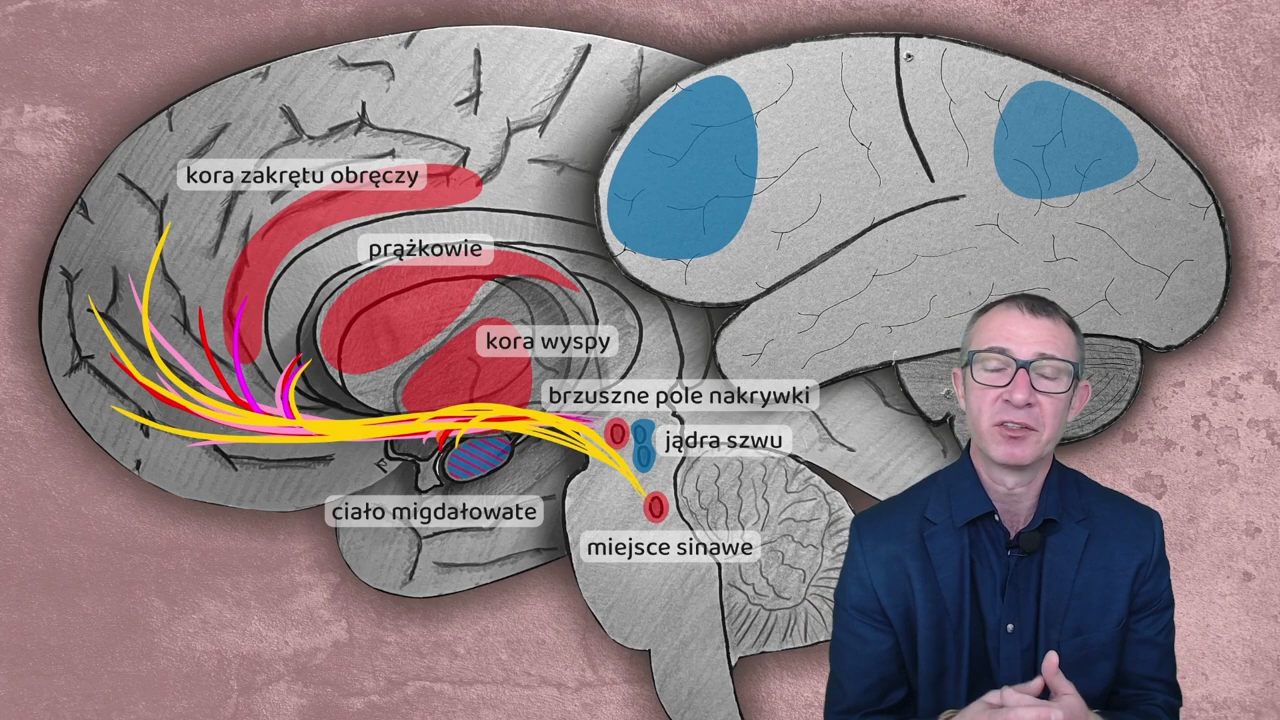 kora zakrętu obręczy
prążkowie
kora wyspy
brzuszne pole nakrywki
jądra szwu
ciało migdałowate
miejsce sinawe